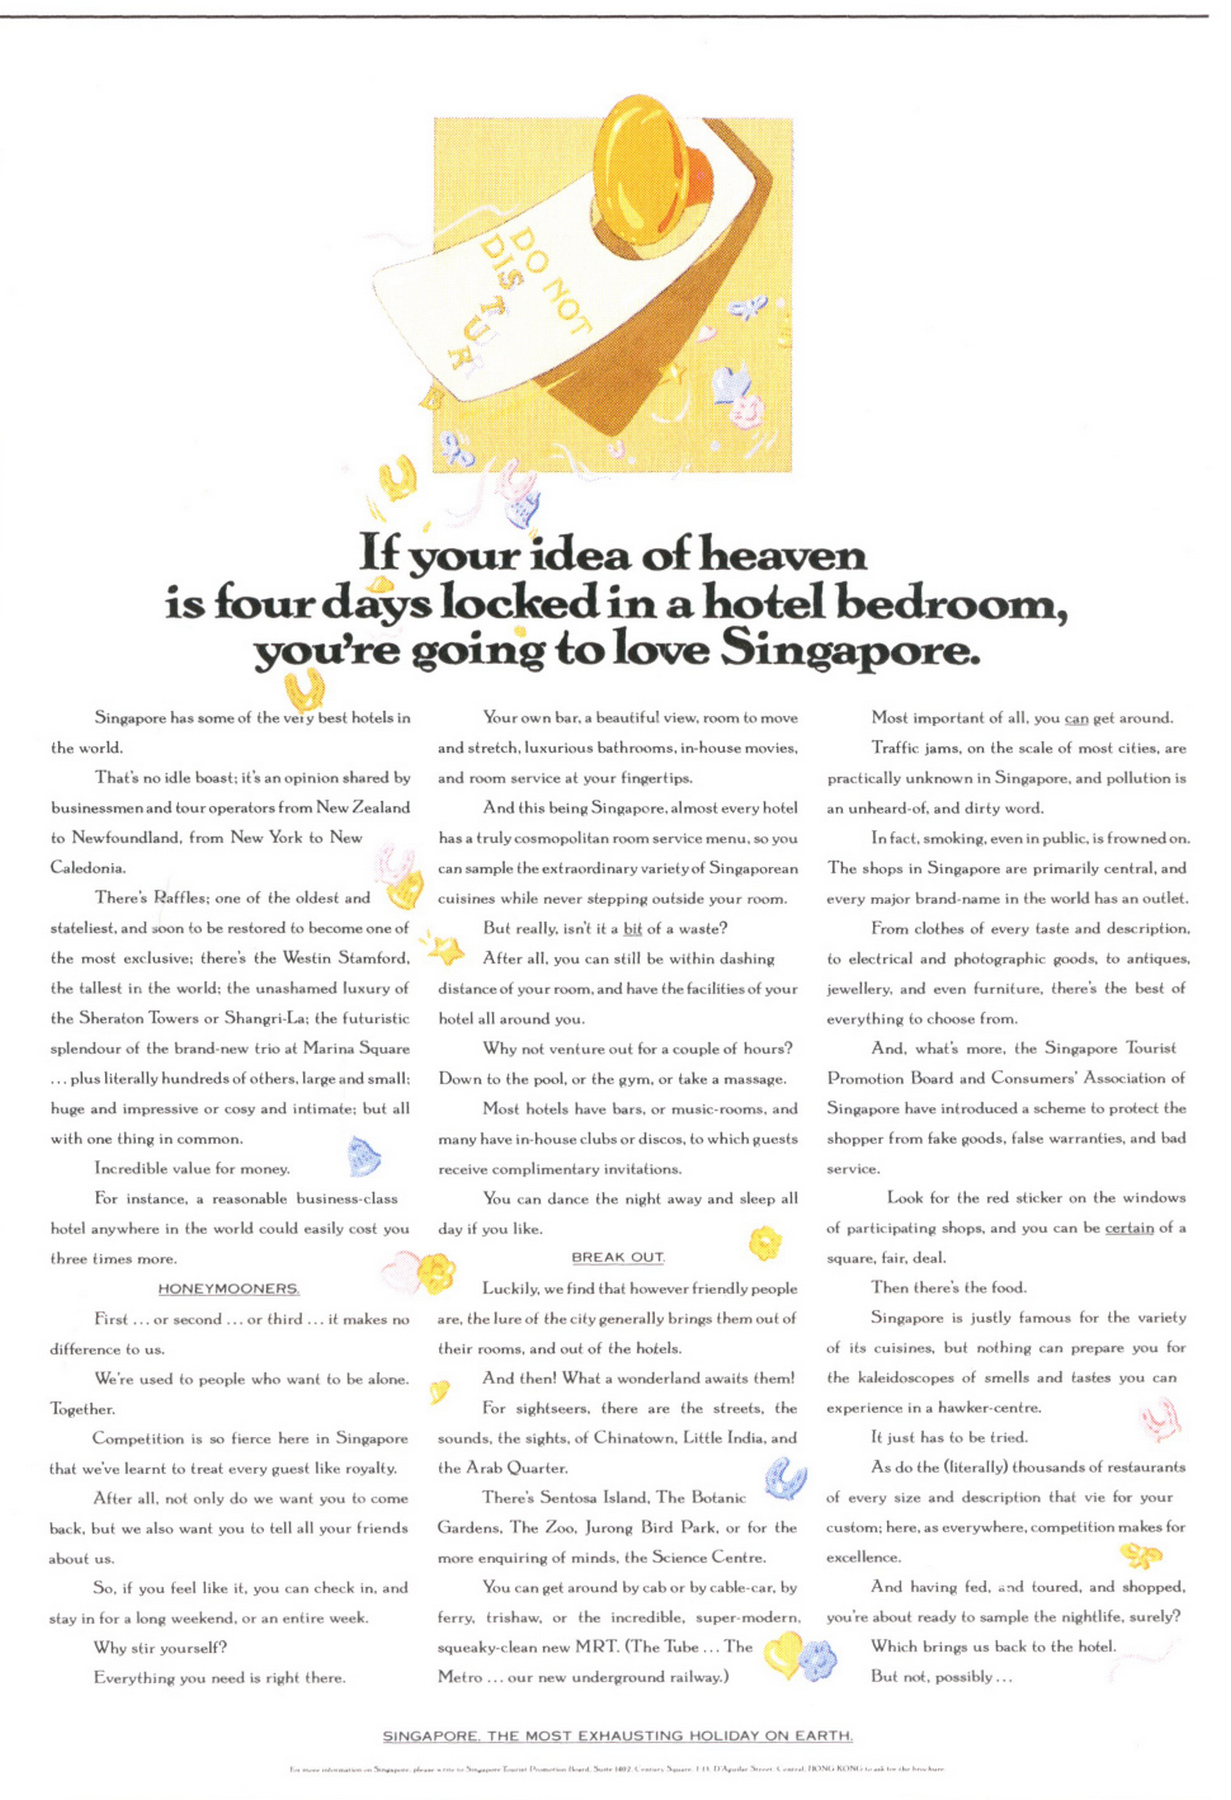 DO NOT
DISTURB
If your idea of heaven
is four days locked in a hotel bedroom,
you're going to love Singapore.
Singapore has some of the very best hotels in
the world.
That's no idle boast; it's an opinion shared by
businessmen and tour operators from New Zealand
to Newfoundland, from New York to New
Caledonia.
There's Raffles; one of the oldest and
stateliest, and soon to be restored to become one of
the most exclusive; there's the Westin Stamford,
the tallest in the world; the unashamed luxury of
the Sheraton Towers or Shangri-La; the futuristic
splendour of the brand-new trio at Marina Square
... plus literally hundreds of others, large and small;
huge and impressive or cosy and intimate; but all
with one thing in common.
Incredible value for money.
For instance, a reasonable business-class
hotel anywhere in the world could easily cost you
three times more.
HONEYMOONERS.
First ... or second ... or third ... it makes no
difference to us.
We're used to people who want to be alone.
Together.
Competition is so fierce here in Singapore
that we've learnt to treat every guest like royalty.
After all, not only do we want you to come
back, but we also want you to tell all your friends
about us.
So, if you feel like it, you can check in, and
stay in for a long weekend, or an entire week.
Why stir yourself?
Everything you need is right there.
Your own bar, a beautiful view, room to move
and stretch, luxurious bathrooms, in-house movies,
and room service at your fingertips.
And this being Singapore, almost every hotel
has a truly cosmopolitan room service menu, so you
can sample the extraordinary variety of Singaporean
cuisines while never stepping outside your room.
But really, isn't it a bit of a waste?
After all, you can still be within dashing
distance of your room, and have the facilities of your
hotel all around you.
Why not venture out for a couple of hours?
Down to the pool, or the gym, or take a massage.
Most hotels have bars, or music-rooms, and
many have in-house clubs or discos, to which guests
receive complimentary invitations.
You can dance the night away and sleep all
day if you like.
BREAK OUT.
Luckily, we find that however friendly people
are, the lure of the city generally brings them out of
their rooms, and out of the hotels.
And then! What a wonderland awaits them!
For sightseers, there are the streets, the
sounds, the sights, of Chinatown, Little India, and
the Arab Quarter.
There's Sentosa Island, The Botanic
Gardens, The Zoo, Jurong Bird Park, or for the
more enquiring of minds, the Science Centre.
You can get around by cab or by cable-car, by
ferry, trishaw, or the incredible, super-modern,
squeaky-clean new MRT. (The Tube ... The
Metro ... our new underground railway.)
Most important of all, you can get around.
Traffic jams, on the scale of most cities, are
practically unknown in Singapore, and pollution is
an unheard-of, and dirty word.
In fact, smoking, even in public, is frowned on.
The shops in Singapore are primarily central, and
every major brand-name in the world has an outlet.
From clothes of every taste and description,
to electrical and photographic goods, to antiques,
jewellery, and even furniture, there's the best of
everything to choose from.
And, what's more, the Singapore Tourist
Promotion Board and Consumers' Association of
Singapore have introduced a scheme to protect the
shopper from fake goods, false warranties, and bad
service.
Look for the red sticker on the windows
of participating shops, and you can be certain of a
square, fair, deal.
Then there's the food.
Singapore is justly famous for the variety
of its cuisines, but nothing can prepare you for
the kaleidoscopes of smells and tastes you can
experience in a hawker-centre.
It just has to be tried.
As do the (literally) thousands of restaurants
of every size and description that vie for your
custom; here, as everywhere, competition makes for
excellence.
And having fed, and toured, and shopped,
you're about ready to sample the nightlife, surely?
Which brings us back to the hotel.
But not, possibly ...
SINGAPORE. THE MOST EXHAUSTING HOLIDAY ON EARTH.
For more information on Singapore, please write to Singapore Tourist Promotion Board, Suite 1402, Century Square, 1-13, D'Aguilar Street, Central, HONG KONG to ask for the brochure.